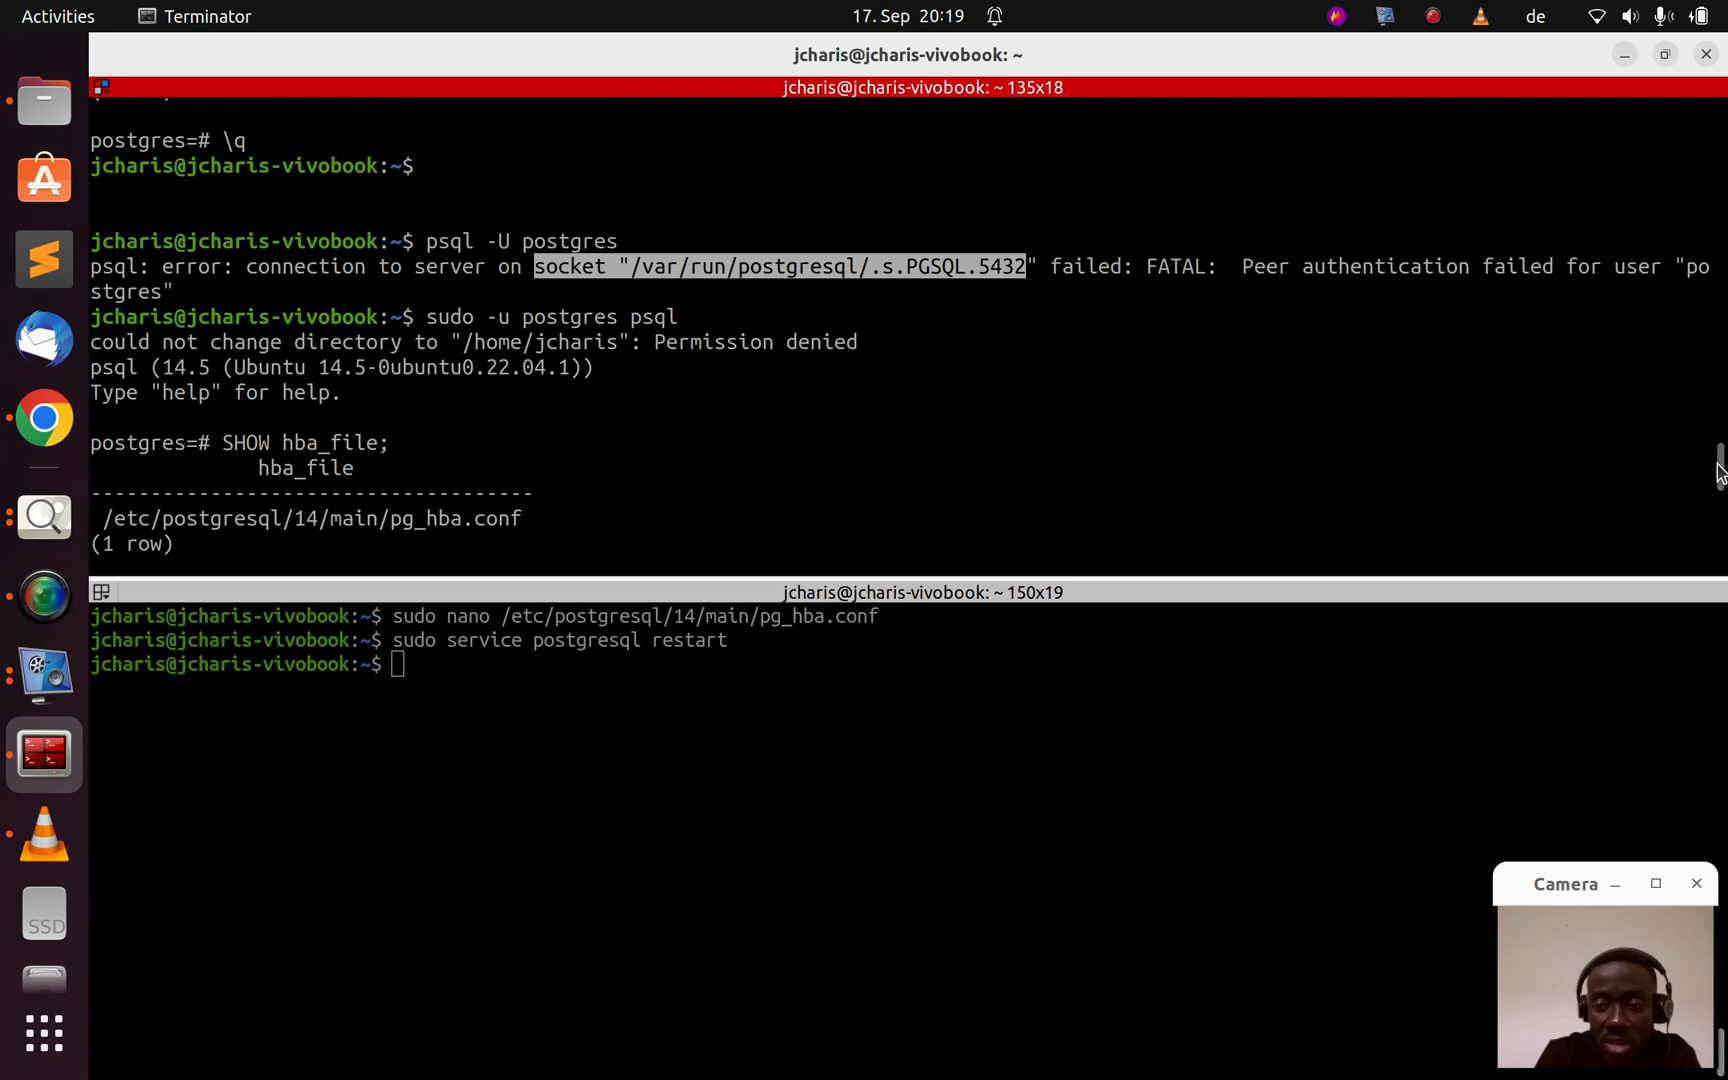 Activities Terminator 17. Sep 20:19 de
jcharis@jcharis-vivobook: ~
jcharis@jcharis-vivobook: ~ 135x18
postgres=# \q
jcharis@jcharis-vivobook:~$
jcharis@jcharis-vivobook:~$ psql -U postgres
psql: error: connection to server on socket "/var/run/postgresql/.s.PGSQL.5432" failed: FATAL:  Peer authentication failed for user "po
stgres"
jcharis@jcharis-vivobook:~$ sudo -u postgres psql
could not change directory to "/home/jcharis": Permission denied
psql (14.5 (Ubuntu 14.5-0ubuntu0.22.04.1))
Type "help" for help.
postgres=# SHOW hba_file;
hba_file
-------------------------------------
/etc/postgresql/14/main/pg_hba.conf
(1 row)
jcharis@jcharis-vivobook: ~ 150x19
jcharis@jcharis-vivobook:~$ sudo nano /etc/postgresql/14/main/pg_hba.conf
jcharis@jcharis-vivobook:~$ sudo service postgresql restart
jcharis@jcharis-vivobook:~$
Camera
SSD